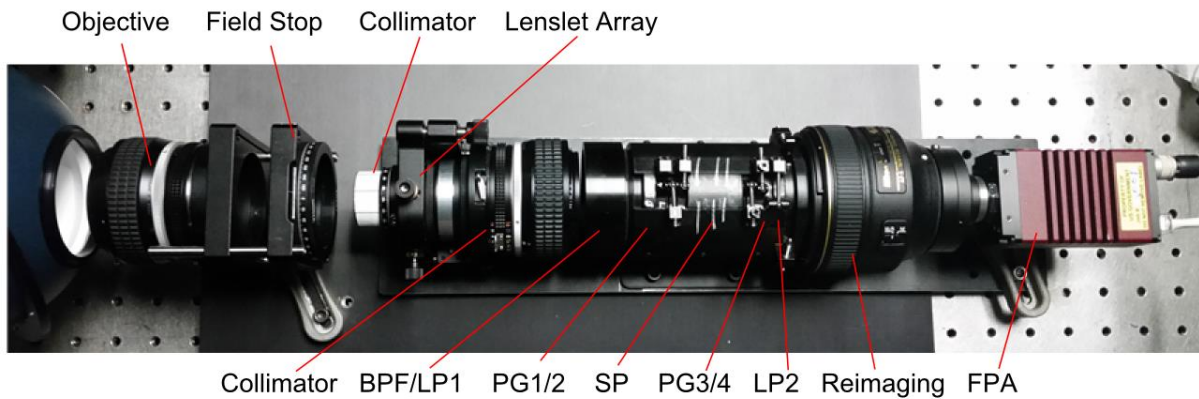 Objective Field Stop Collimator Lenslet Array
Collimator BPF/LP1 PG1/2 SP PG3/4 LP2 Reimaging FPA